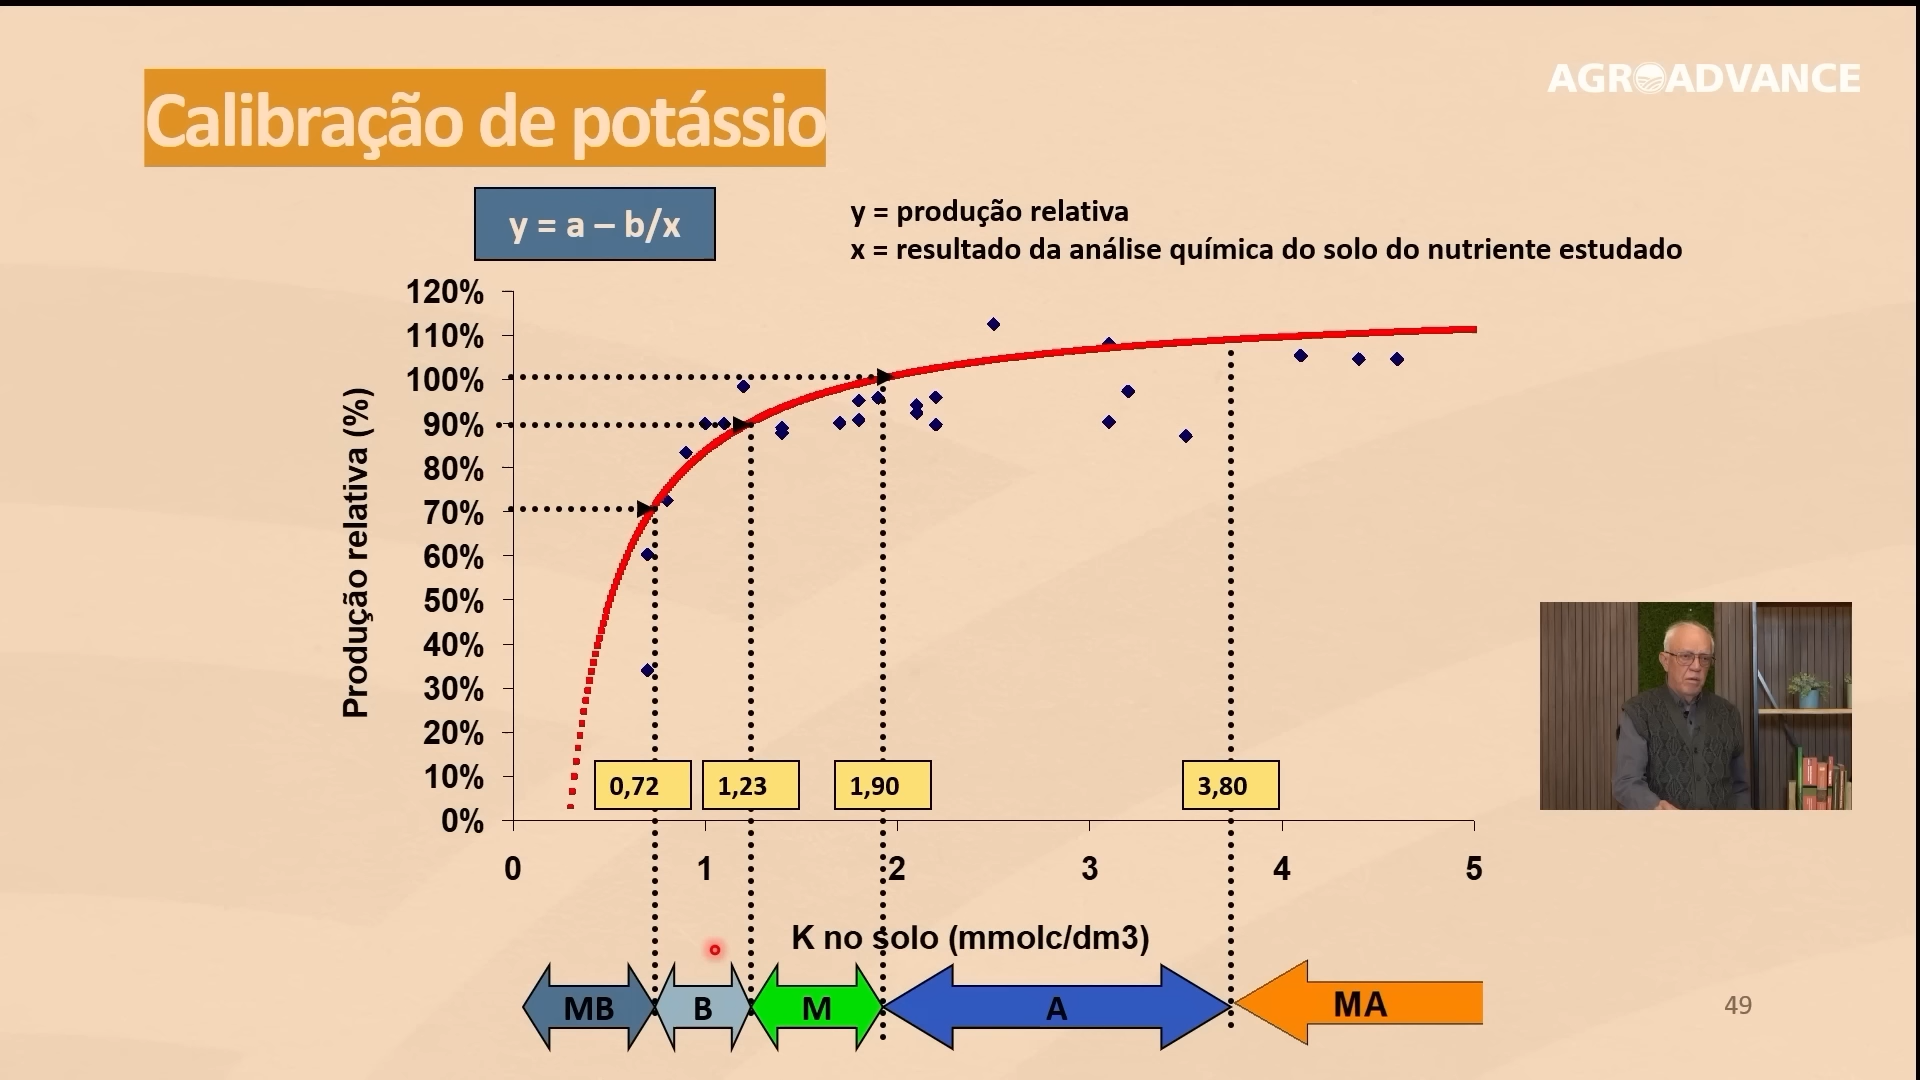 AGROADVANCE
Calibração de potássio
y = a – b/x
y = produção relativa
x = resultado da análise química do solo do nutriente estudado
Produção relativa (%)
120%
110%
100%
90%
80%
70%
60%
50%
40%
30%
20%
10%
0%
0,72 1,23 1,90 3,80
0 1 2 3 4 5
K no solo (mmolc/dm3)
MB B M A MA
49